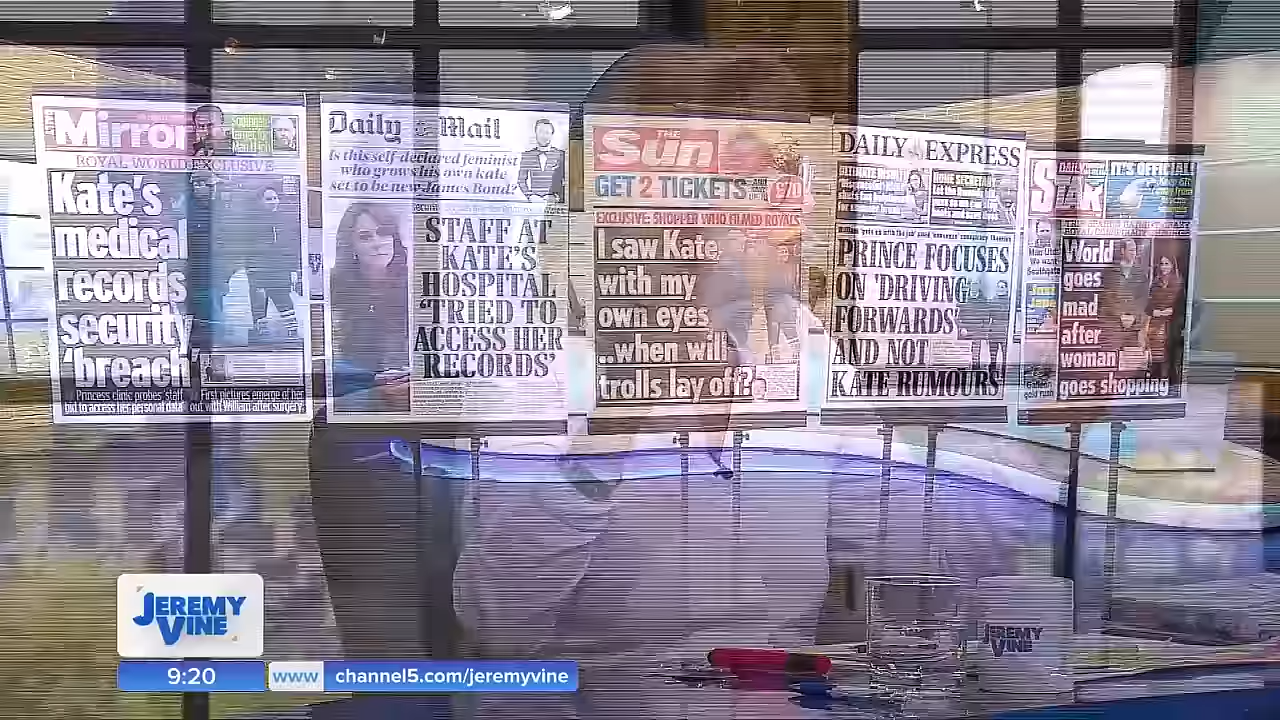 Mirror
ROYAL WORLD EXCLUSIVE
Kate's
medical
records
security
'breach'
Princess clinic probes staff
bid to access her personal data
First pictures emerge of her
out with William after surgery
Daily Mail
Is this self-declared feminist
who grows his own kale
set to be new James Bond?
STAFF AT
KATE'S
HOSPITAL
'TRIED TO
ACCESS HER
RECORDS'
THE
Sun
GET 2 TICKETS
£20
EXCLUSIVE: SHOPPER WHO FILMED ROYALS
I saw Kate
with my
own eyes
..when will
trolls lay off?
DAILY EXPRESS
PRINCE FOCUSES
ON 'DRIVING
FORWARDS'
AND NOT
KATE RUMOURS
DAILY
STAR
IT'S OFFICIAL!
World
goes
mad
after
woman
goes shopping
JEREMY
VINE
JEREMY
VINE
9:20
www
channel5.com/jeremyvine